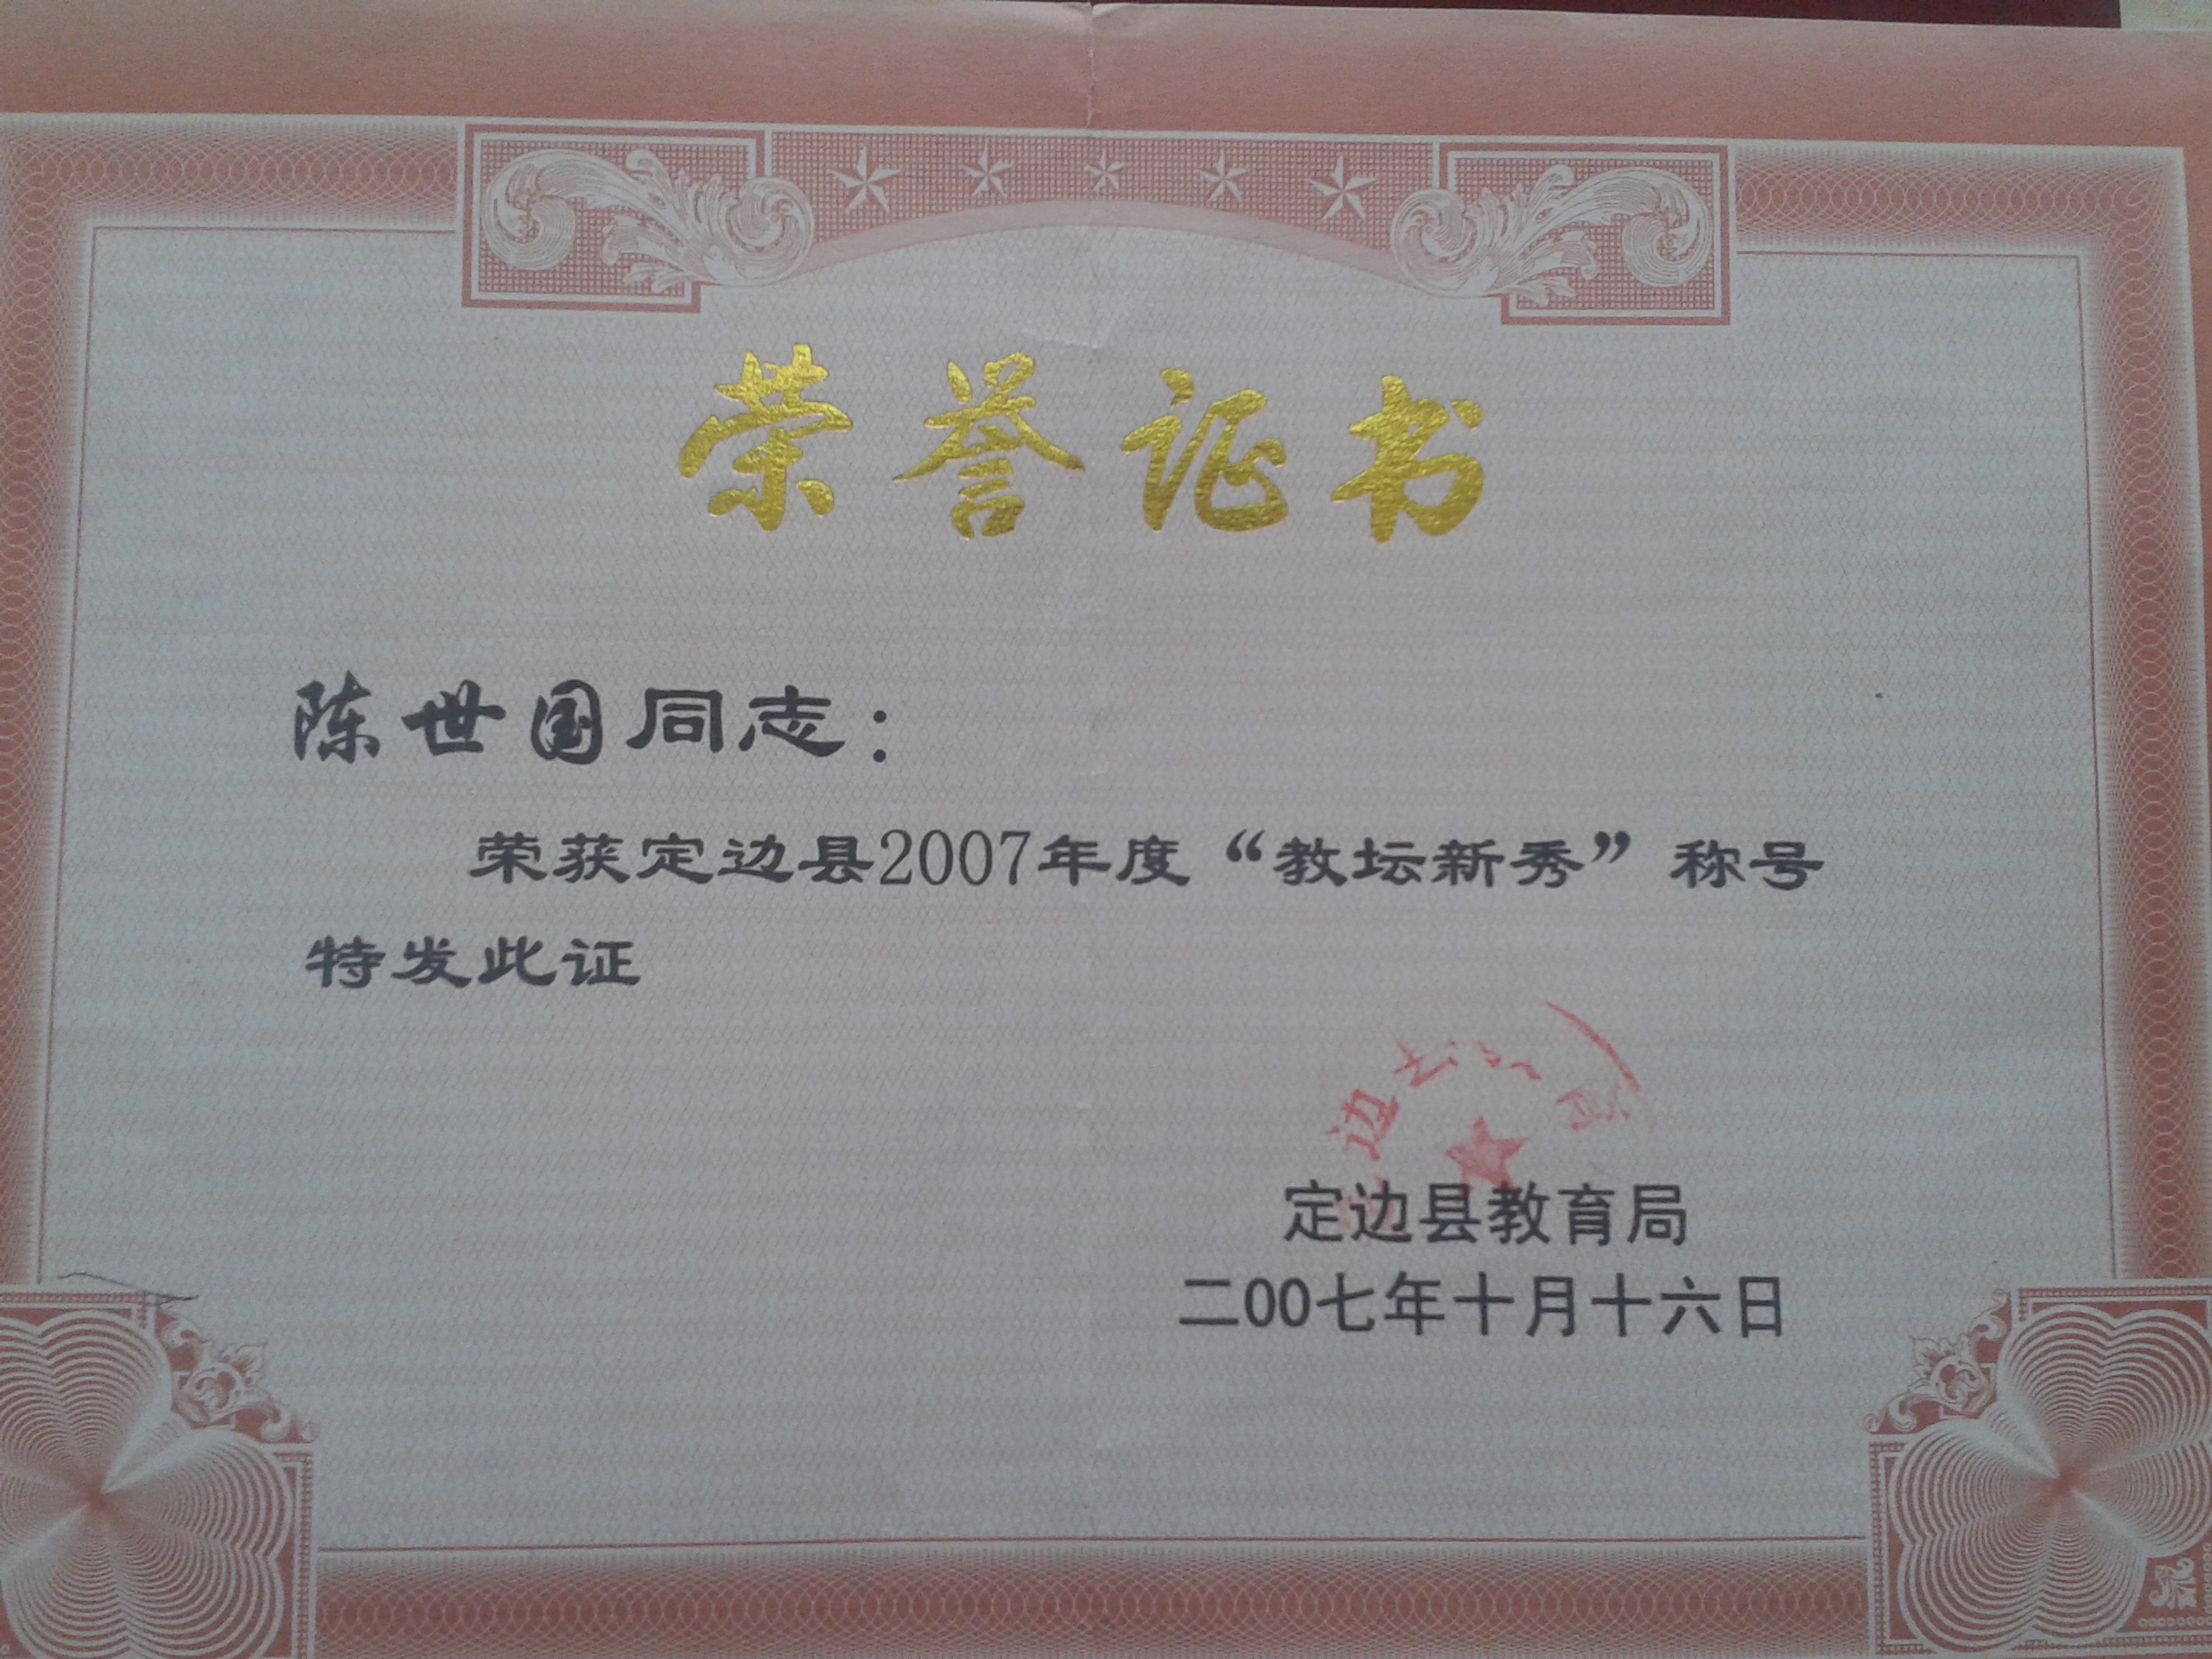 荣誉证书
陈世国同志：
荣获定边县2007年度“教坛新秀”称号
特发此证
边
定边县教育局
二00七年十月十六日